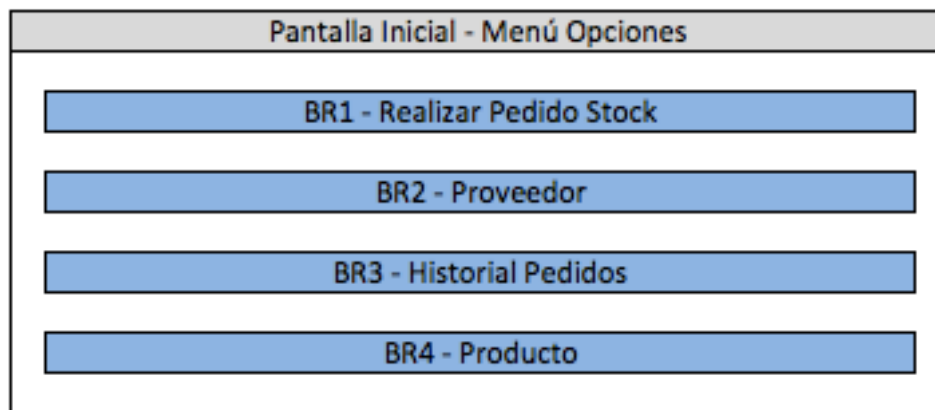 Pantalla Inicial - Menú Opciones
BR1 - Realizar Pedido Stock
BR2 - Proveedor
BR3 - Historial Pedidos
BR4 - Producto